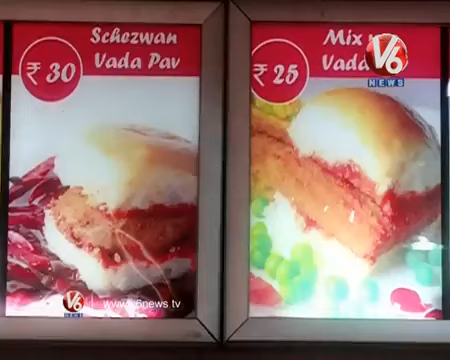 Schezwan
Vada Pav
₹ 30
Mix
Vada
₹ 25
V6
NEWS
V6
NEWS
www.v6news.tv